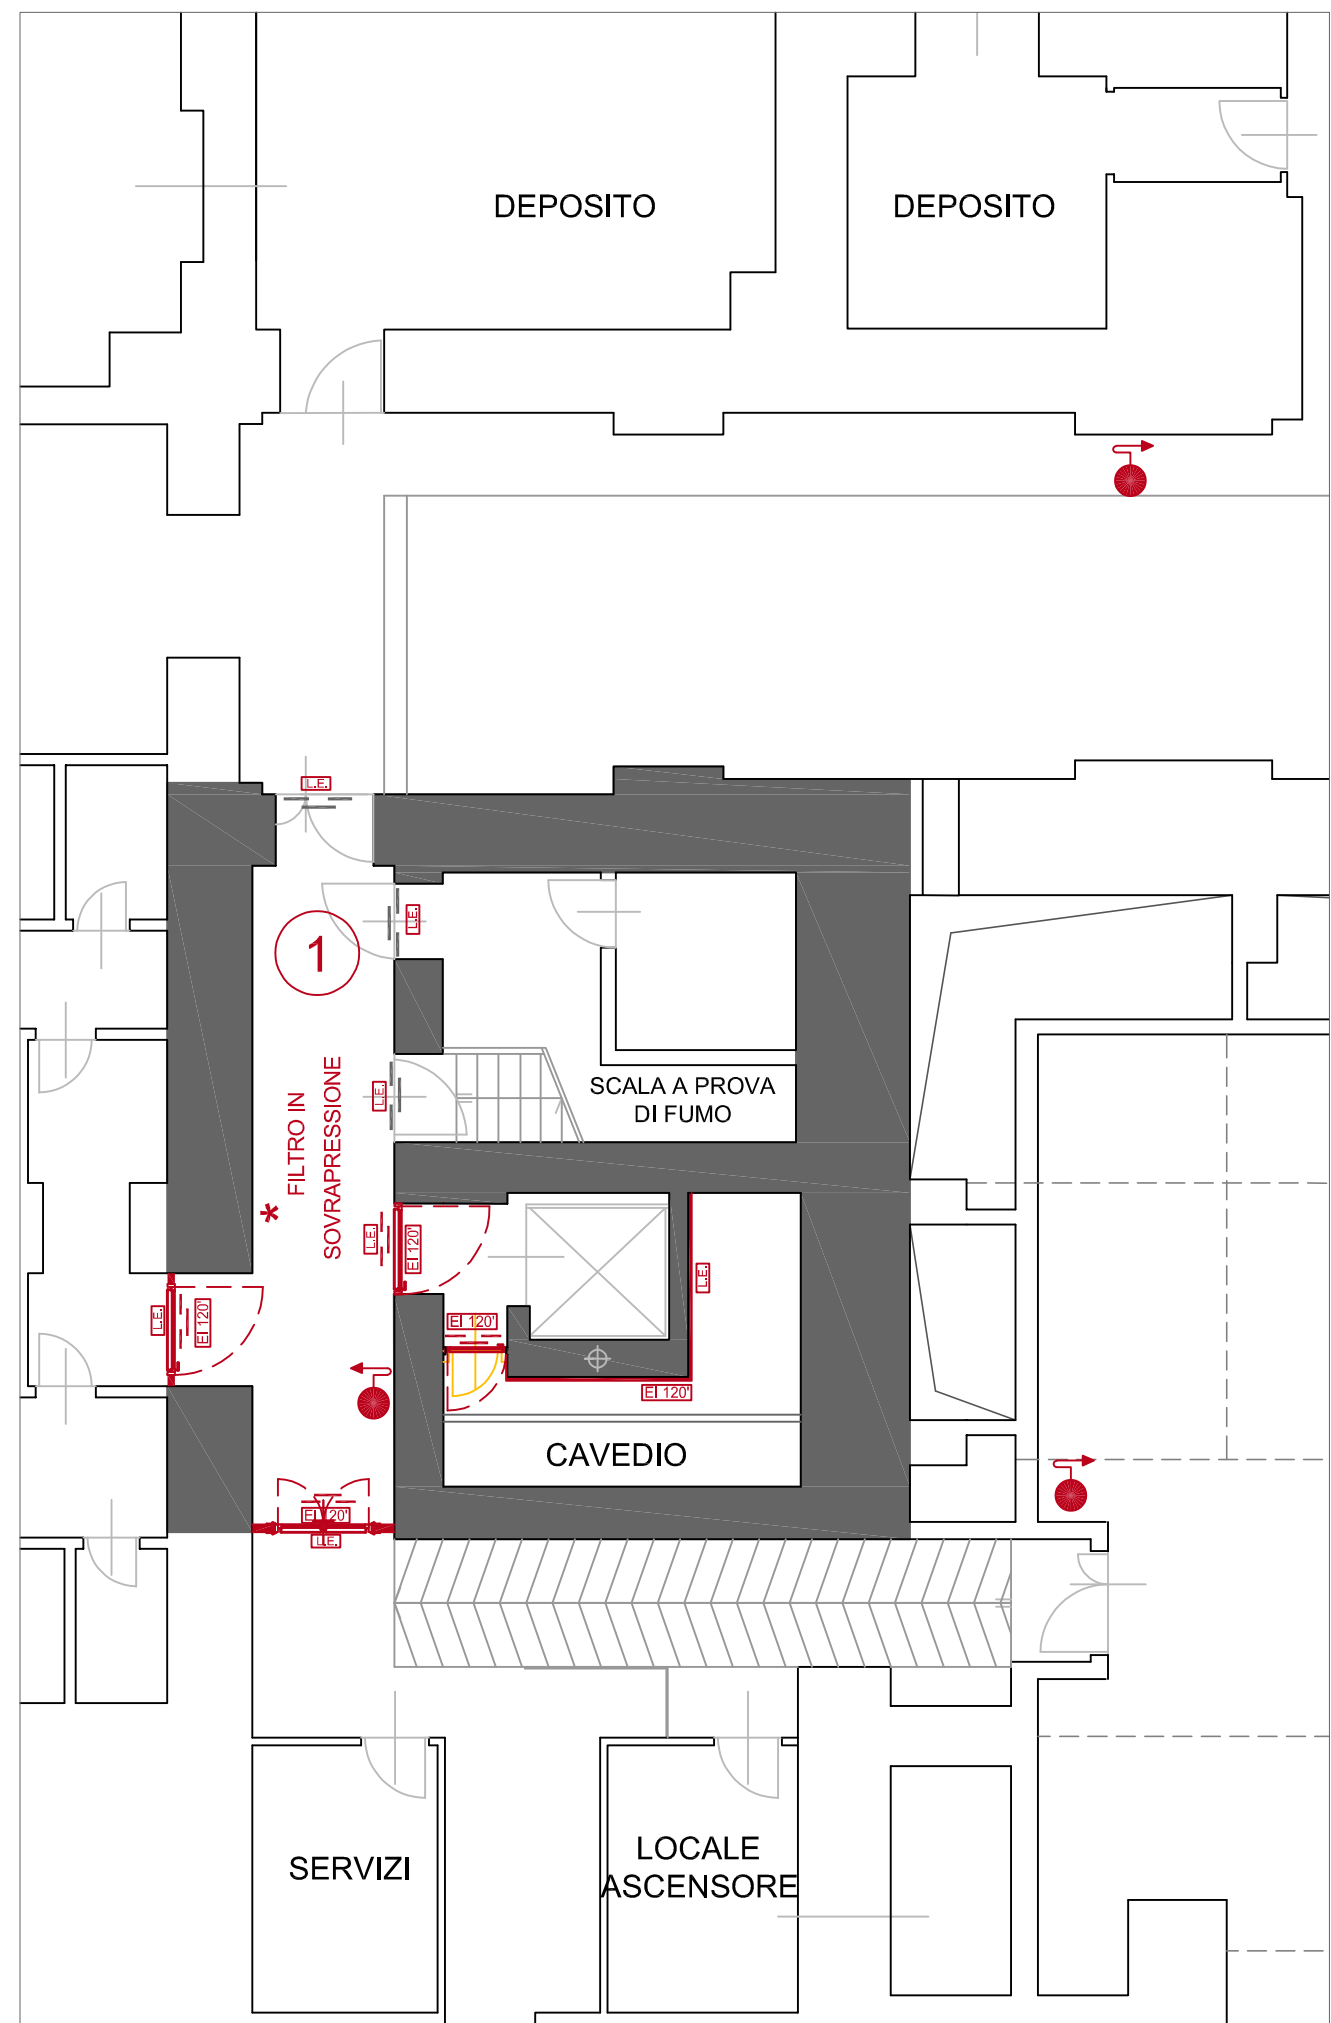 DEPOSITO
DEPOSITO
L.E.
L.E.
1
FILTRO IN
SOVRAPRESSIONE
*
L.E.
SCALA A PROVA
DI FUMO
L.E.
EI 120'
L.E.
L.E.
EI 120'
EI 120'
EI 120'
CAVEDIO
EI 120'
L.E.
SERVIZI
LOCALE
ASCENSORE